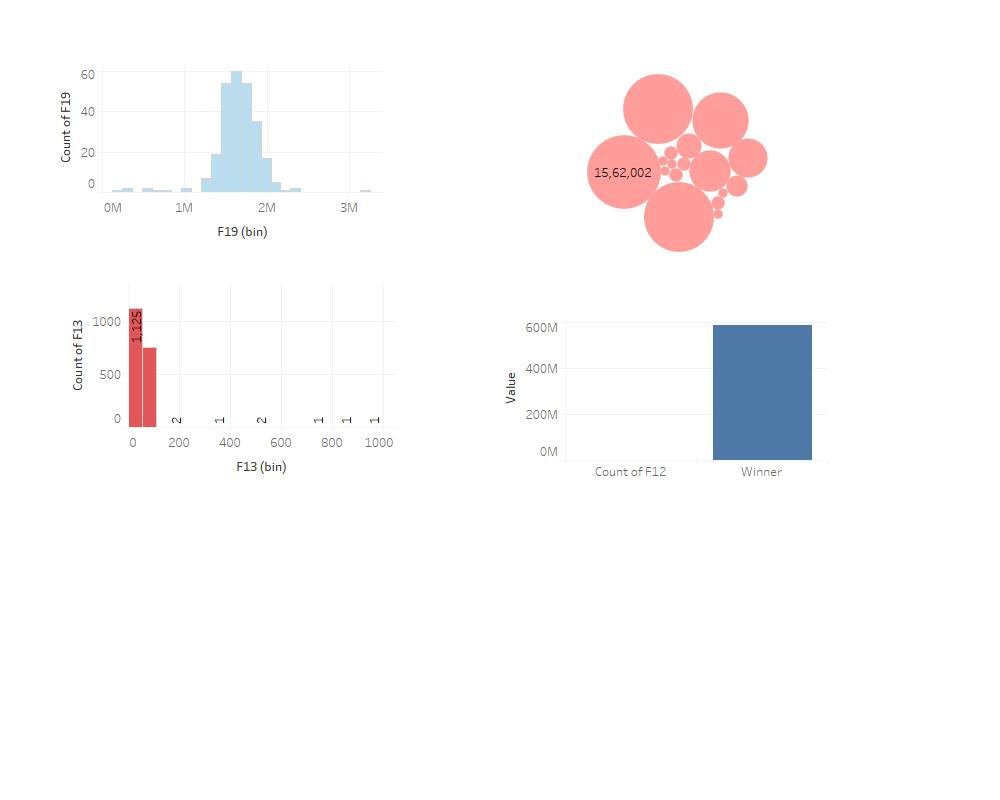 Count of F19
60
40
20
0
0M 1M 2M 3M
F19 (bin)
15,62,002
Count of F13
1000
500
0
1,125
2 1 2 1 1 1
0 200 400 600 800 1000
F13 (bin)
Value
600M
400M
200M
0M
Count of F12 Winner